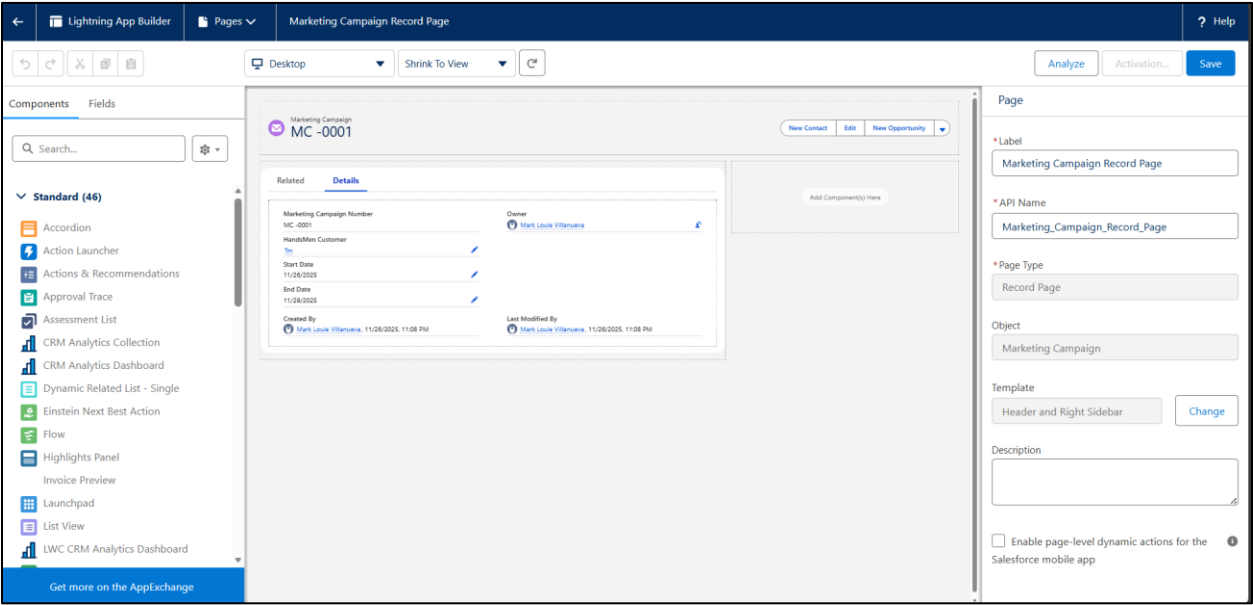 Lightning App Builder
Pages
Marketing Campaign Record Page
? Help
Desktop
Shrink To View
Analyze
Activation...
Save
Components
Fields
Search...
Standard (46)
Accordion
Action Launcher
Actions & Recommendations
Approval Trace
Assessment List
CRM Analytics Collection
CRM Analytics Dashboard
Dynamic Related List - Single
Einstein Next Best Action
Flow
Highlights Panel
Invoice Preview
Launchpad
List View
LWC CRM Analytics Dashboard
Get more on the AppExchange
Marketing Campaign
MC -0001
New Contact
Edit
New Opportunity
Related
Details
Marketing Campaign Number
MC -0001
Owner
Mark Louie Villanueva
HandsMen Customer
Start Date
11/26/2025
End Date
11/29/2025
Created By
Mark Louie Villanueva, 11/26/2025, 11:08 PM
Last Modified By
Mark Louie Villanueva, 11/26/2025, 11:08 PM
Add Component(s) Here
Page
*Label
Marketing Campaign Record Page
*API Name
Marketing_Campaign_Record_Page
*Page Type
Record Page
Object
Marketing Campaign
Template
Header and Right Sidebar
Change
Description
Enable page-level dynamic actions for the
Salesforce mobile app